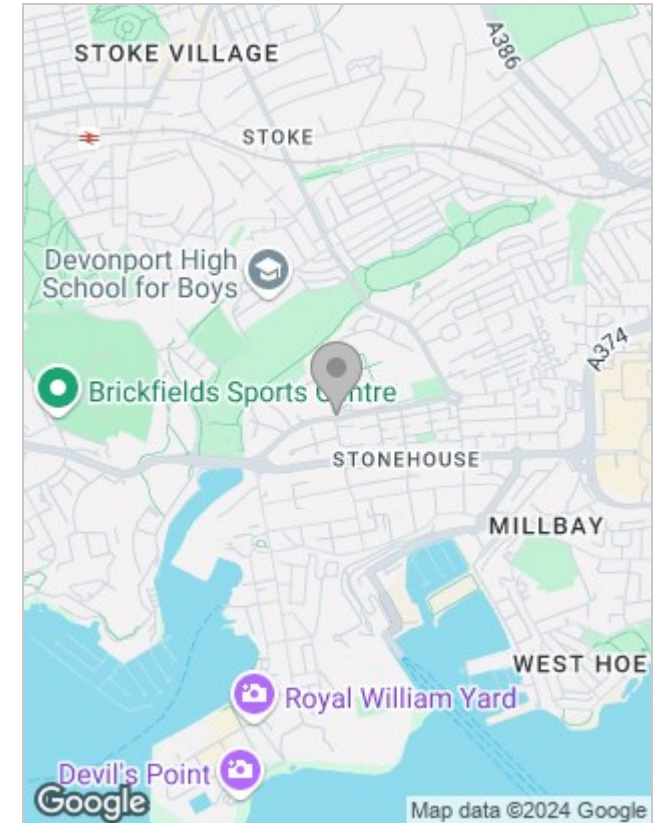 STOKE VILLAGE
A386
STOKE
Devonport High
School for Boys
A374
Brickfields Sports Centre
STONEHOUSE
MILLBAY
WEST HOE
Royal William Yard
Devil's Point
Google
Map data ©2024 Google